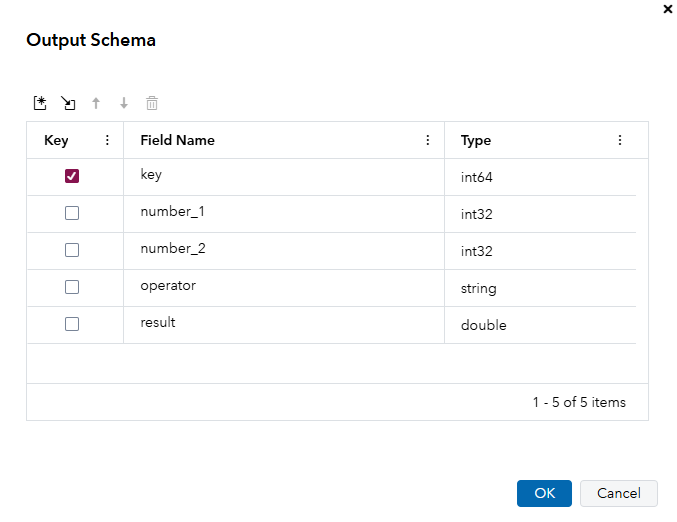 Output Schema
Key Field Name Type
key int64
number_1 int32
number_2 int32
operator string
result double
1 - 5 of 5 items
OK Cancel